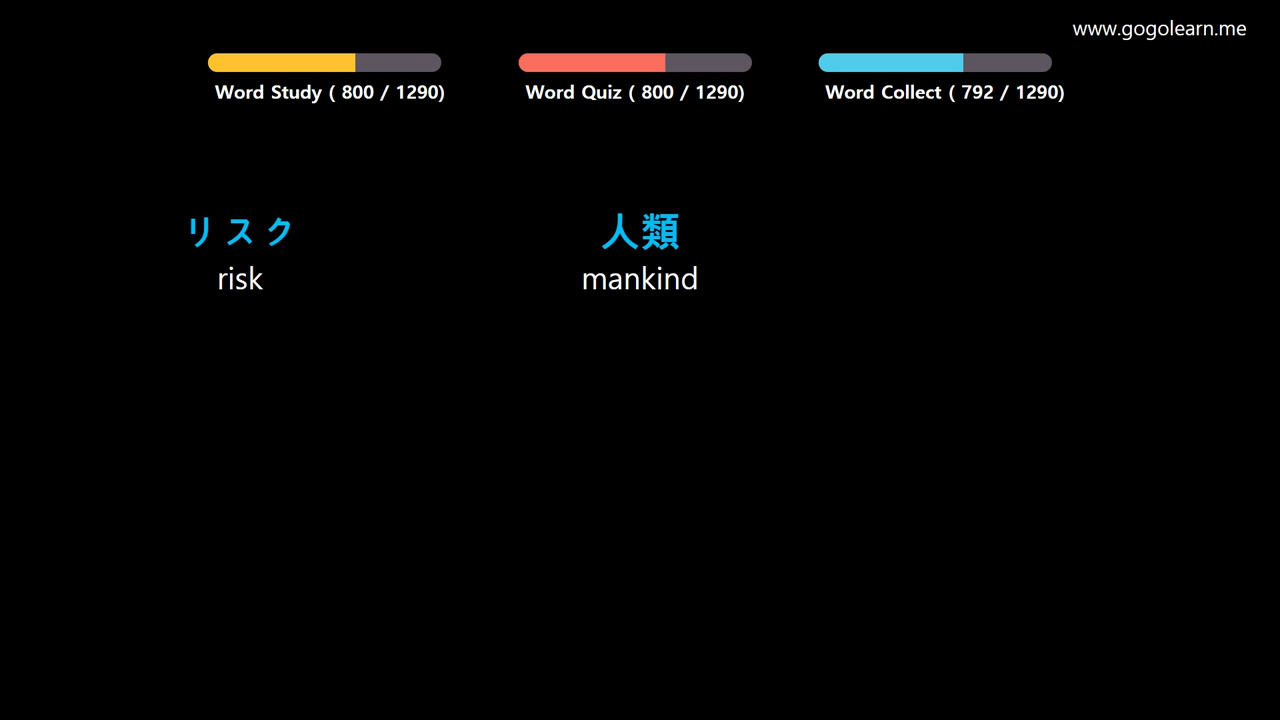 www.gogolearn.me
Word Study ( 800 / 1290)
Word Quiz ( 800 / 1290)
Word Collect ( 792 / 1290)
リスク
risk
人類
mankind